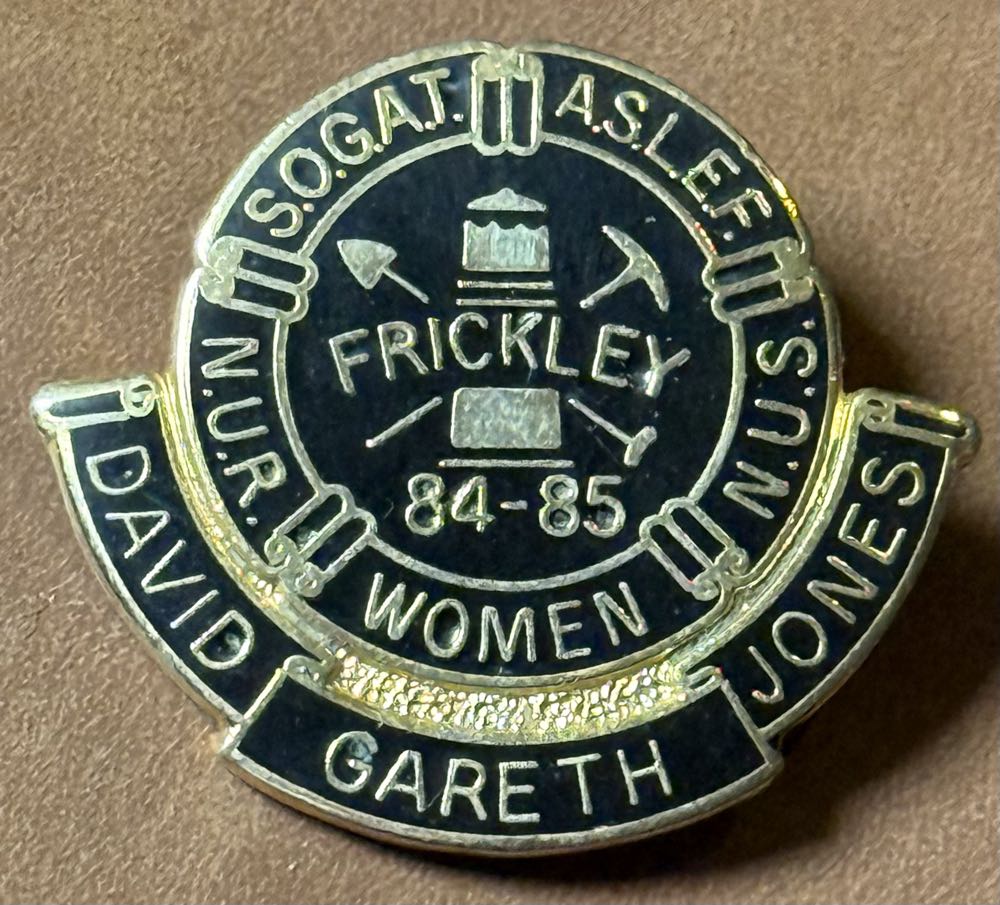 S.O.G.A.T.
A.S.L.E.F.
N.U.R.
N.U.S.
FRICKLEY
84-85
WOMEN
DAVID
GARETH
JONES